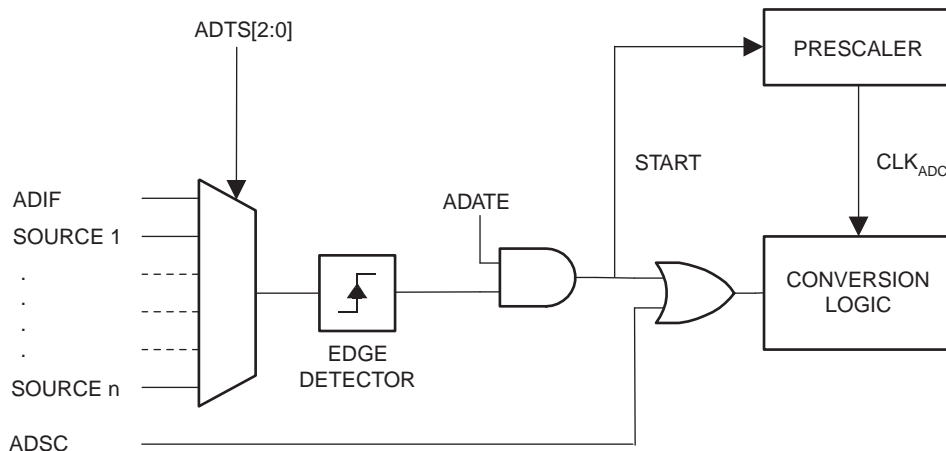 ADTS[2:0]
PRESCALER
START
CLKADC
ADIF
ADATE
SOURCE 1
.
.
.
.
CONVERSION
LOGIC
EDGE
DETECTOR
SOURCE n
ADSC